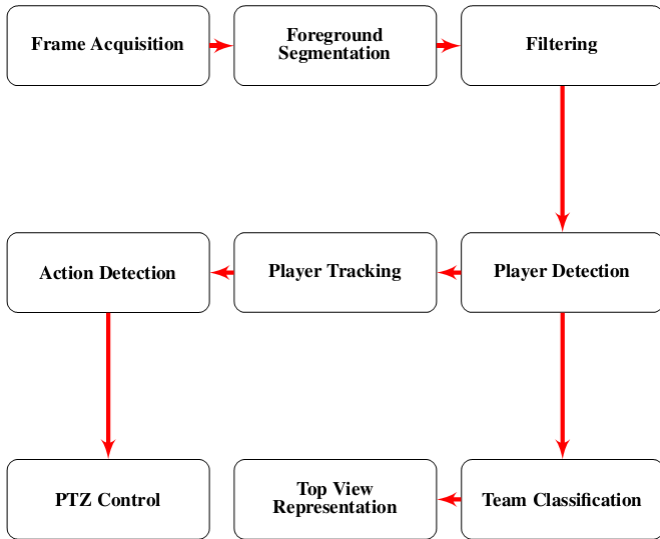 Frame Acquisition
Foreground
Segmentation
Filtering
Action Detection
Player Tracking
Player Detection
PTZ Control
Top View
Representation
Team Classification